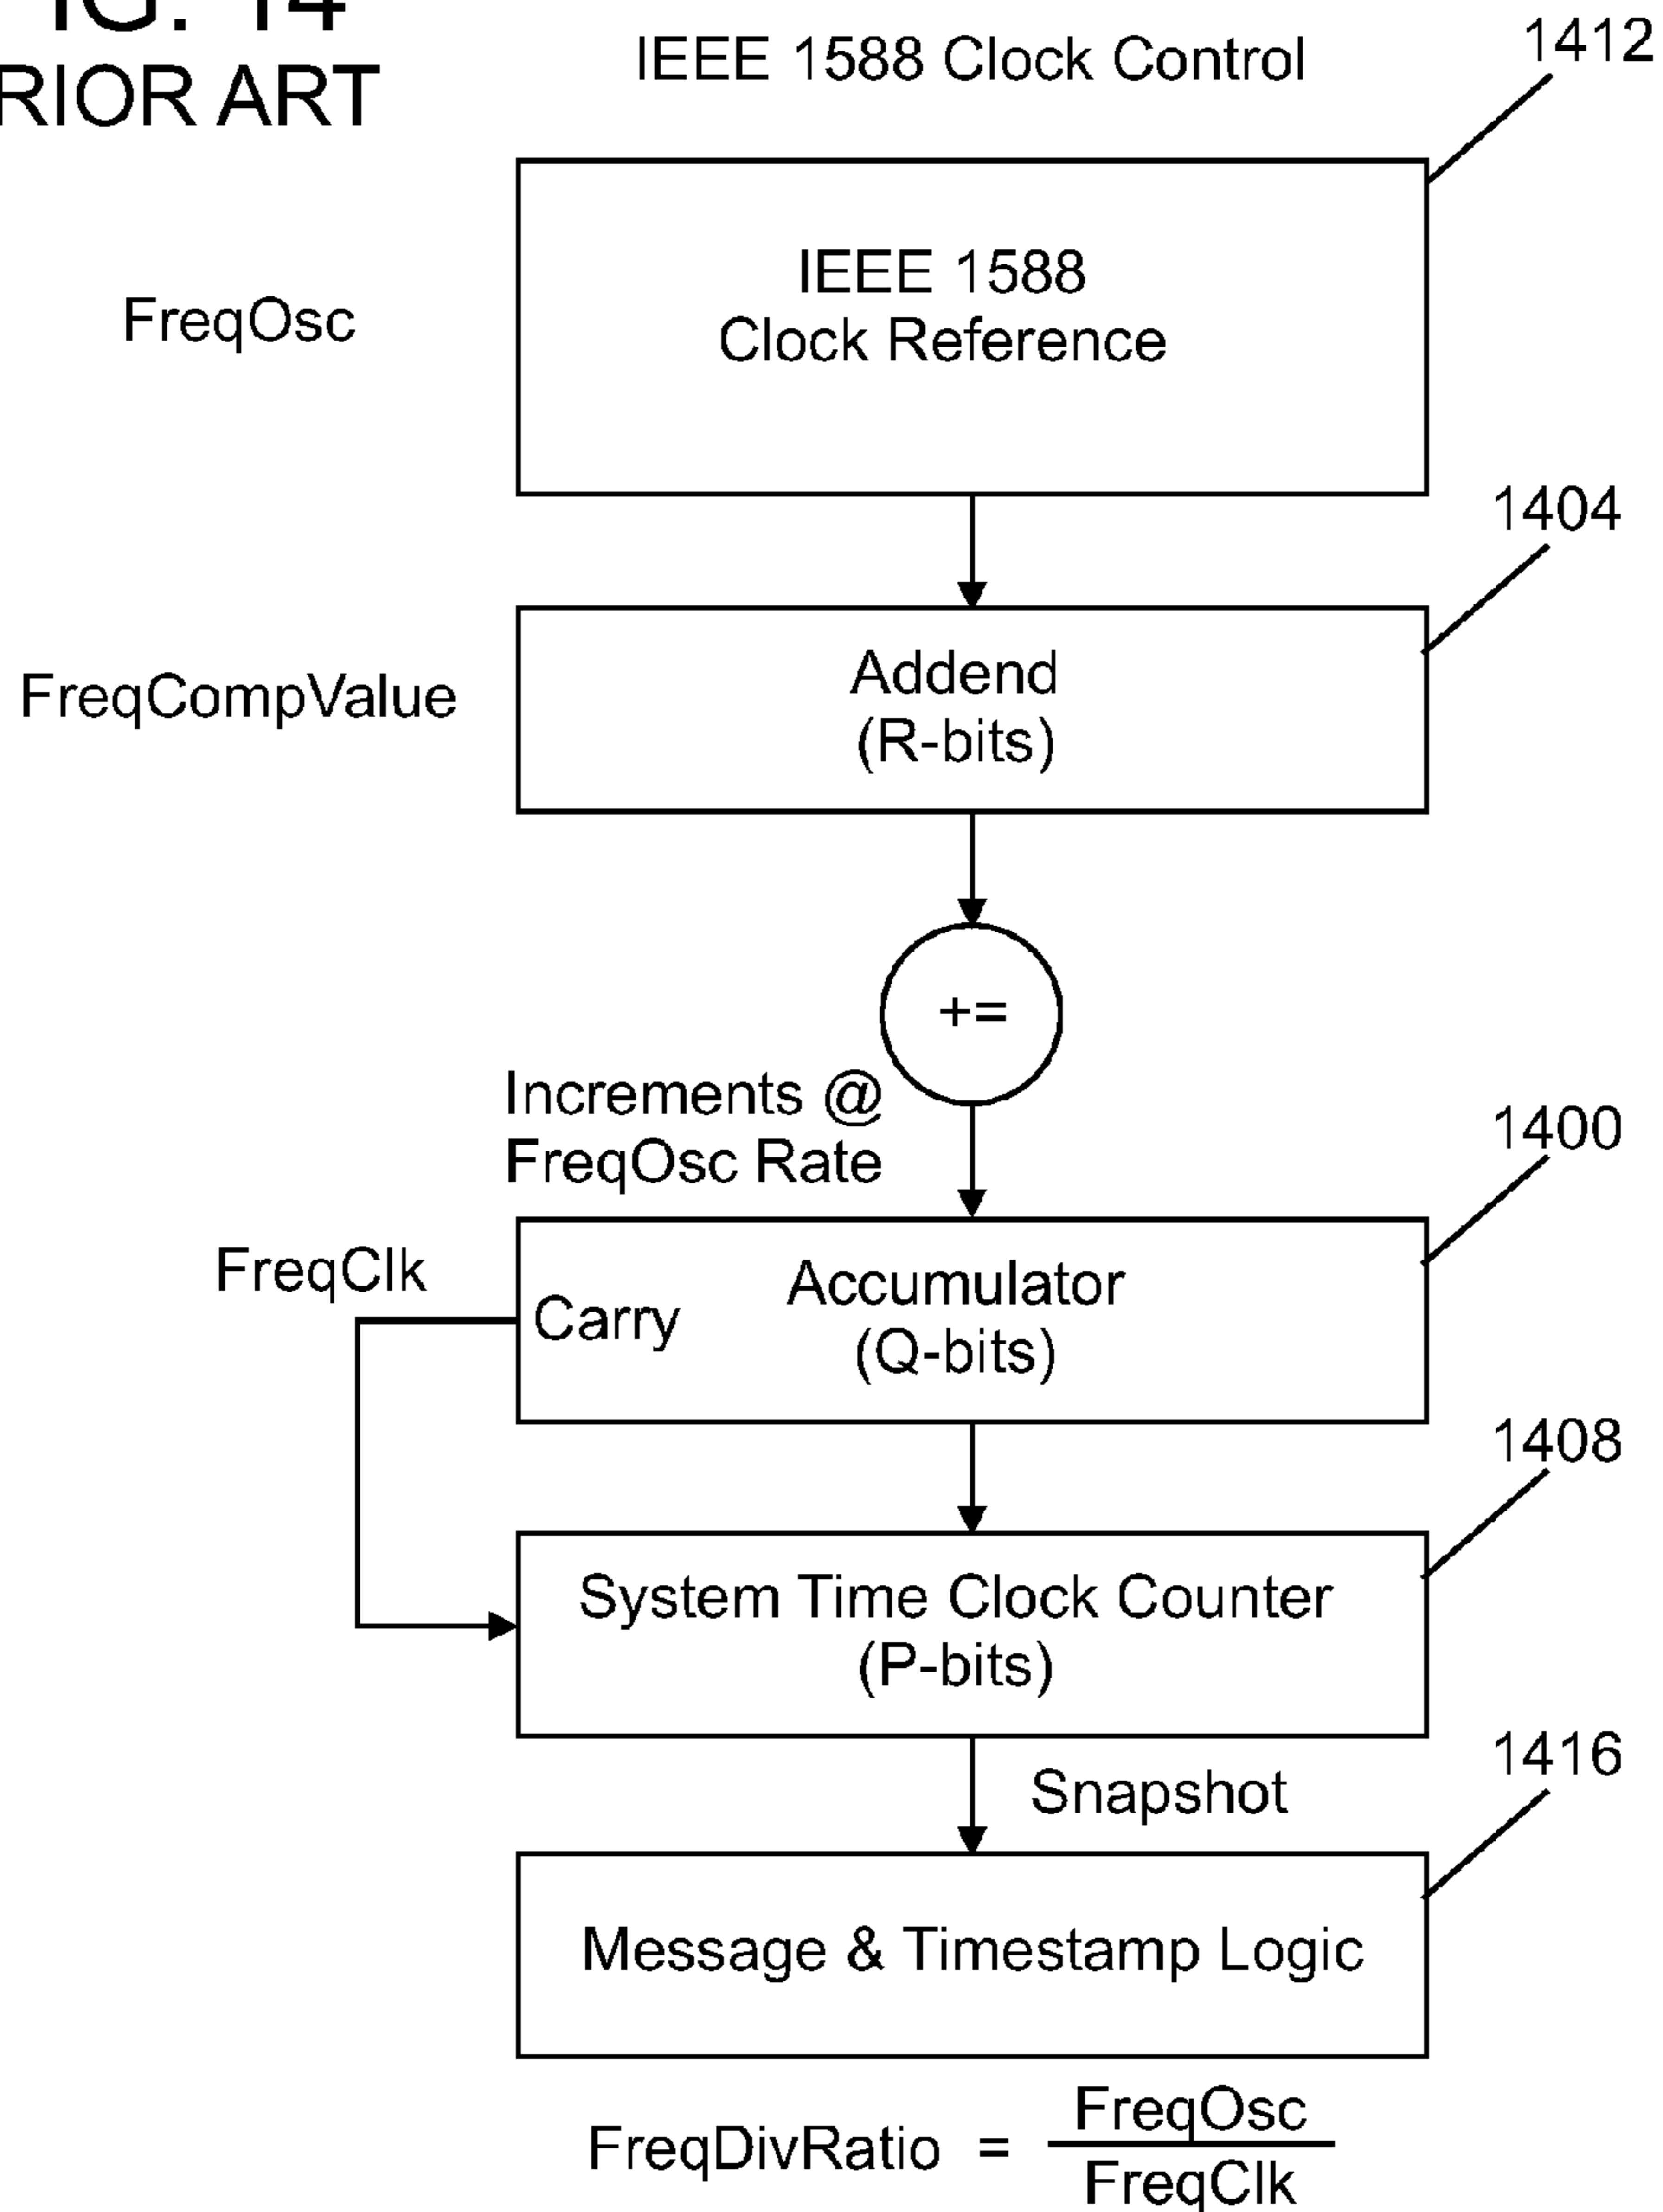 FIG. 14
RIOR ART
IEEE 1588 Clock Control
1412
IEEE 1588
Clock Reference
FreqOsc
1404
Addend
(R-bits)
FreqCompValue
+=
Increments @
FreqOsc Rate
1400
FreqClk
Carry
Accumulator
(Q-bits)
1408
System Time Clock Counter
(P-bits)
Snapshot
1416
Message & Timestamp Logic
FreqDivRatio = FreqOsc
FreqClk